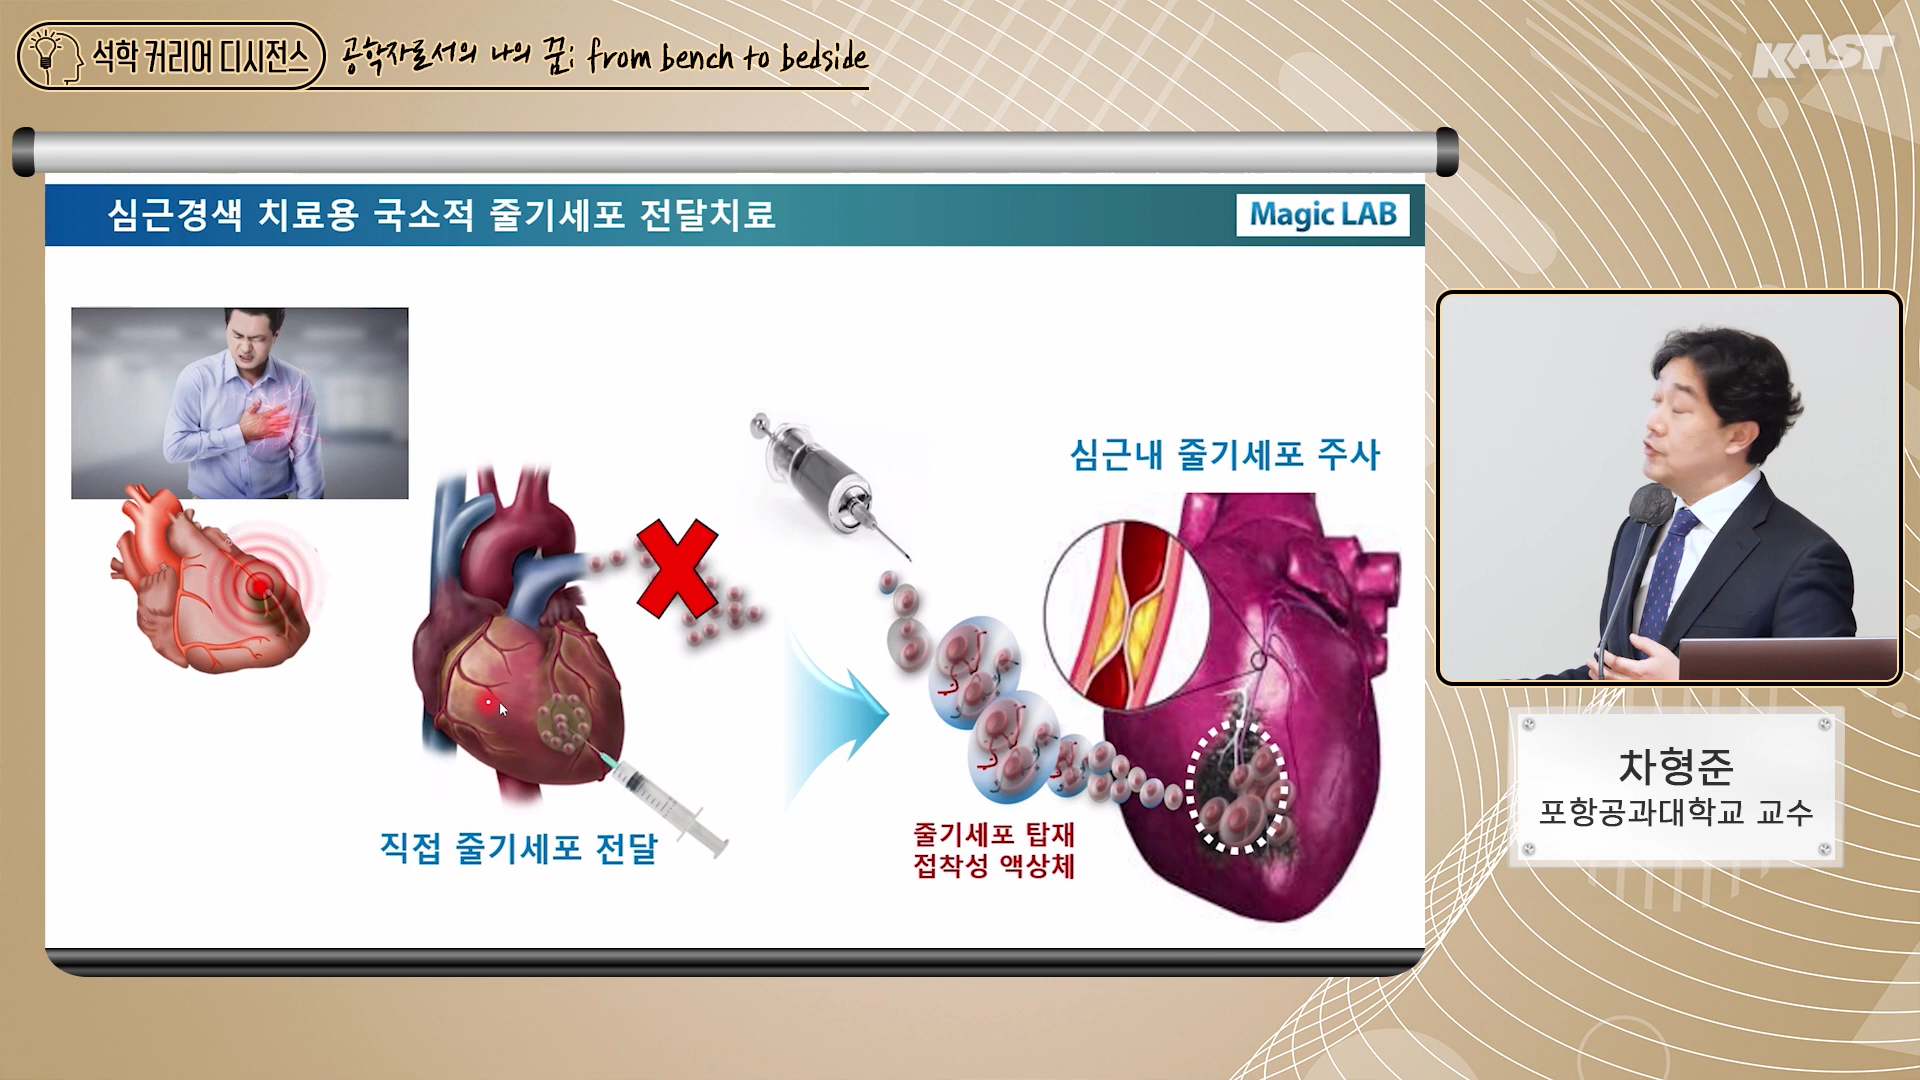 석학 커리어 디시전스
공학자로서의 나의 꿈; from bench to bedside
KAST
심근경색 치료용 국소적 줄기세포 전달치료
Magic LAB
심근내 줄기세포 주사
직접 줄기세포 전달
줄기세포 탑재
접착성 액상체
차형준
포항공과대학교 교수